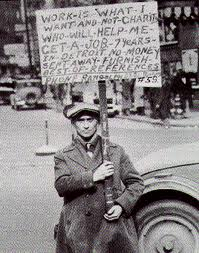 WORK-IS-WHAT-I
WANT-AND-NOT-CHARITY
WHO-WILL-HELP-ME-
GET-A-JOB-7 YEARS-
IN-DETROIT-NO-MONEY
SENT AWAY-FURNISH-
BEST-OF-REFERENCES
PHONE RANDOLPH